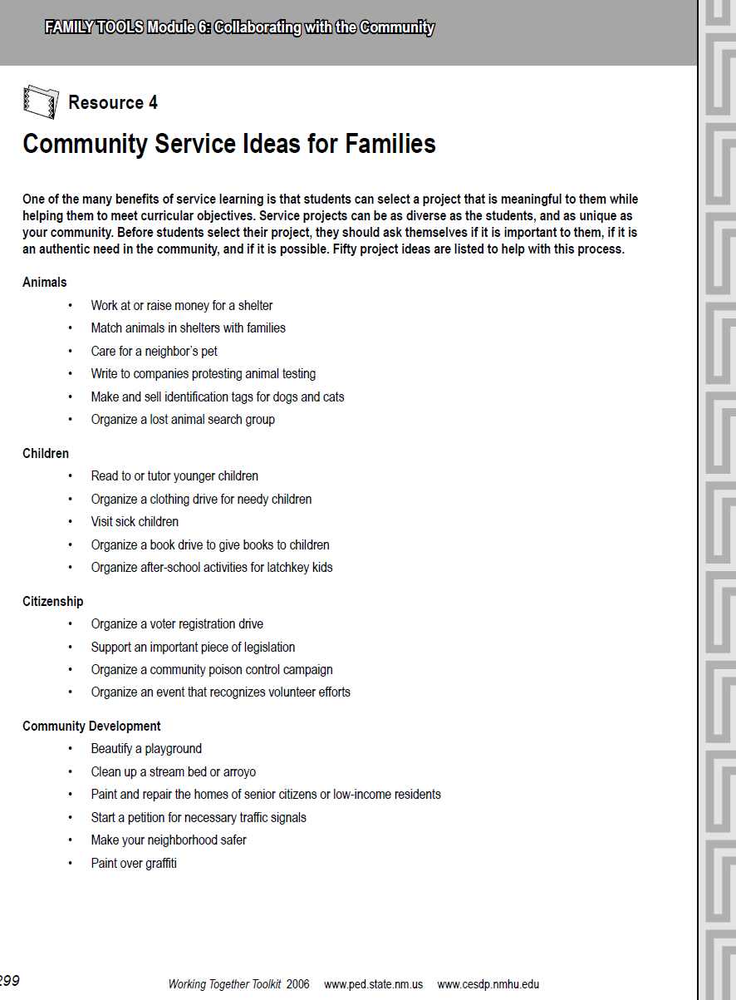 FAMILY TOOLS Module 6: Collaborating with the Community
Resource 4
Community Service Ideas for Families
One of the many benefits of service learning is that students can select a project that is meaningful to them while
helping them to meet curricular objectives. Service projects can be as diverse as the students, and as unique as
your community. Before students select their project, they should ask themselves if it is important to them, if it is
an authentic need in the community, and if it is possible. Fifty project ideas are listed to help with this process.
Animals
• Work at or raise money for a shelter
• Match animals in shelters with families
• Care for a neighbor’s pet
• Write to companies protesting animal testing
• Make and sell identification tags for dogs and cats
• Organize a lost animal search group
Children
• Read to or tutor younger children
• Organize a clothing drive for needy children
• Visit sick children
• Organize a book drive to give books to children
• Organize after-school activities for latchkey kids
Citizenship
• Organize a voter registration drive
• Support an important piece of legislation
• Organize a community poison control campaign
• Organize an event that recognizes volunteer efforts
Community Development
• Beautify a playground
• Clean up a stream bed or arroyo
• Paint and repair the homes of senior citizens or low-income residents
• Start a petition for necessary traffic signals
• Make your neighborhood safer
• Paint over graffiti
299 Working Together Toolkit 2006 www.ped.state.nm.us www.cesdp.nmhu.edu